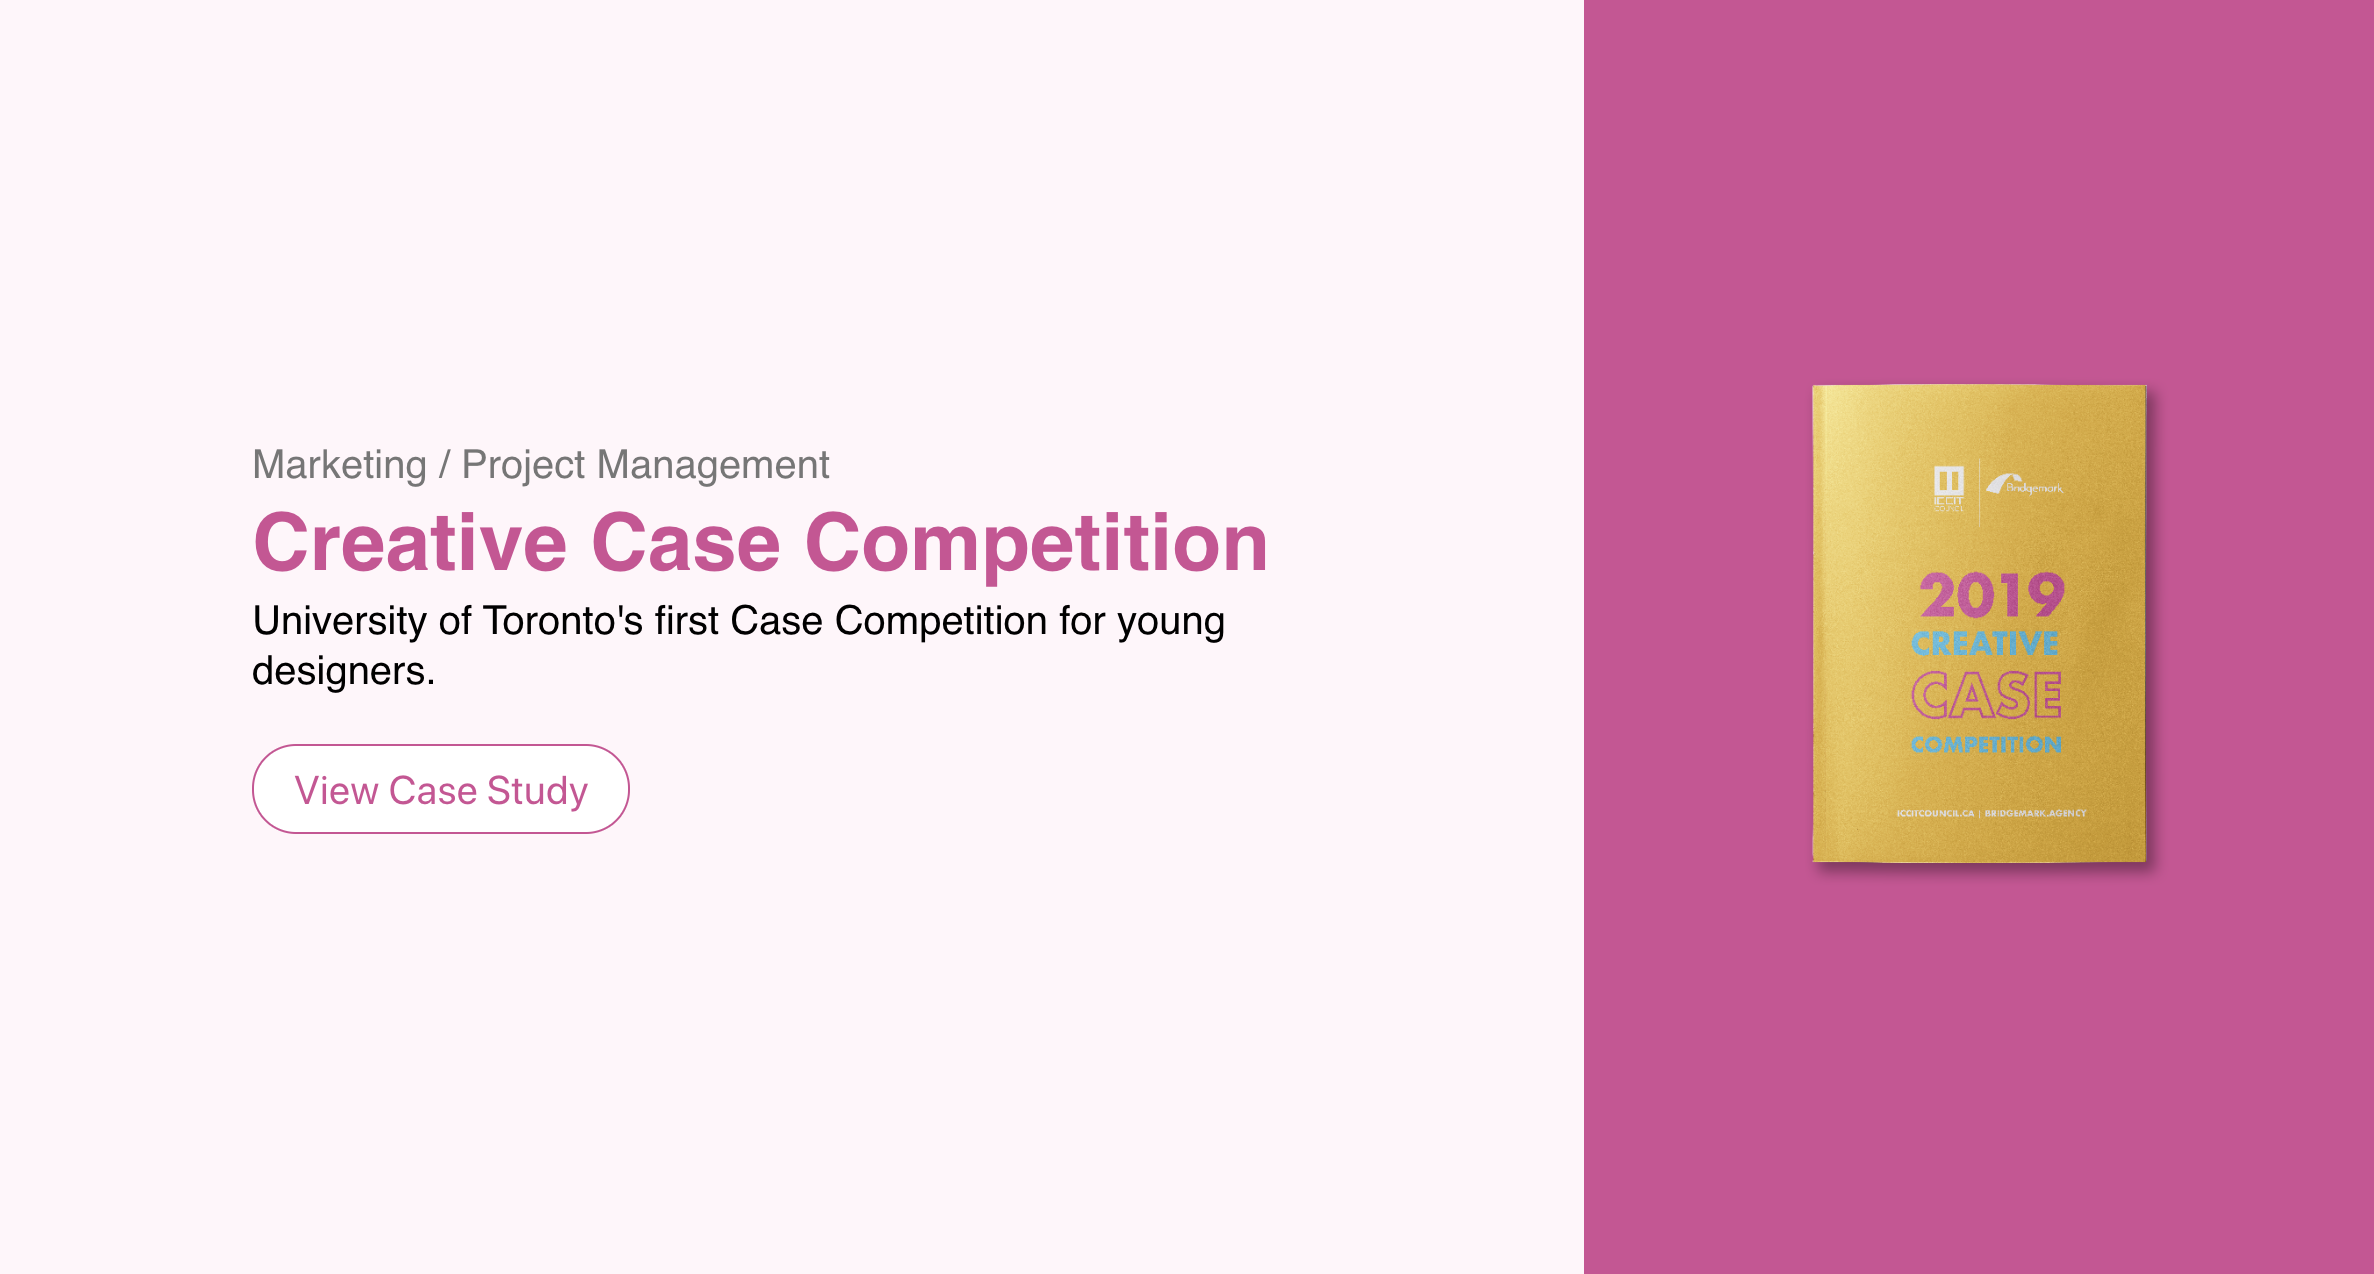 Marketing / Project Management
Creative Case Competition
University of Toronto's first Case Competition for young
designers.
View Case Study
ICCIT
COUNCIL
Bridgemark
2019
CREATIVE
CASE
COMPETITION
ICCITCOUNCIL.CA | BRIDGEMARK.AGENCY